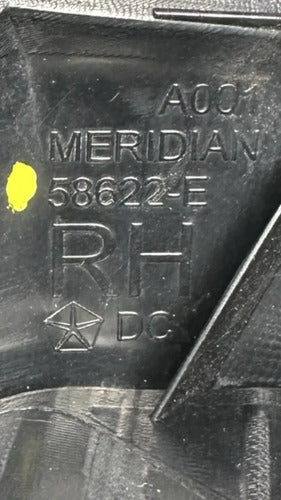 A001
MERIDIAN
58622-E
RH
DC